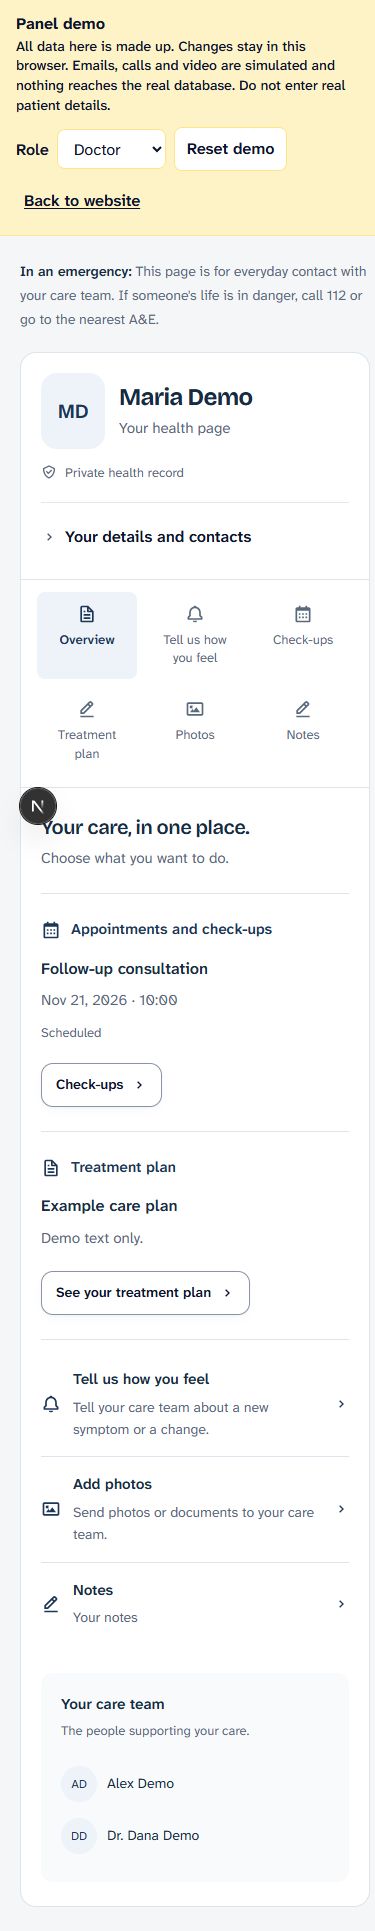 Panel demo
All data here is made up. Changes stay in this
browser. Emails, calls and video are simulated and
nothing reaches the real database. Do not enter real
patient details.
Role
Doctor
Reset demo
Back to website
In an emergency: This page is for everyday contact with
your care team. If someone's life is in danger, call 112 or
go to the nearest A&E.
MD
Maria Demo
Your health page
Private health record
Your details and contacts
Overview
Tell us how
you feel
Check-ups
Treatment
plan
Photos
Notes
N
Your care, in one place.
Choose what you want to do.
Appointments and check-ups
Follow-up consultation
Nov 21, 2026 · 10:00
Scheduled
Check-ups
Treatment plan
Example care plan
Demo text only.
See your treatment plan
Tell us how you feel
Tell your care team about a new
symptom or a change.
Add photos
Send photos or documents to your care
team.
Notes
Your notes
Your care team
The people supporting your care.
AD
Alex Demo
DD
Dr. Dana Demo